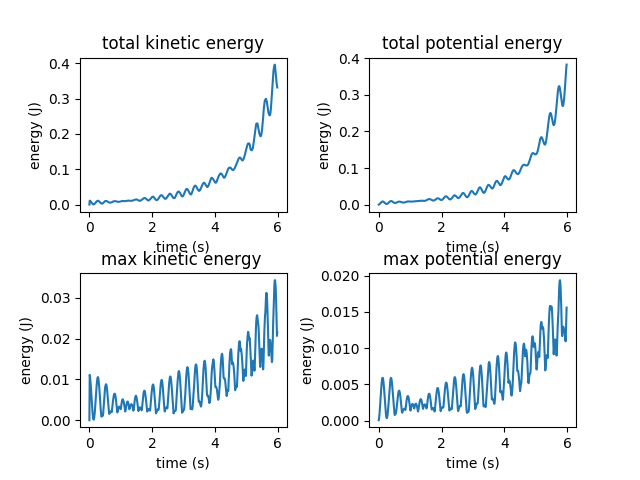 total kinetic energy
total potential energy
energy (J)
0.4
0.3
0.2
0.1
0.0
0 2 4 6
time (s)
energy (J)
0.4
0.3
0.2
0.1
0.0
0 2 4 6
time (s)
max kinetic energy
max potential energy
energy (J)
0.03
0.02
0.01
0.00
0 2 4 6
time (s)
energy (J)
0.020
0.015
0.010
0.005
0.000
0 2 4 6
time (s)